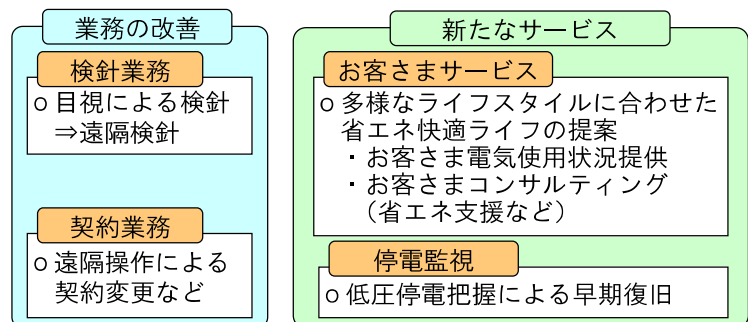 業務の改善
検針業務
o 目視による検針
⇒遠隔検針
契約業務
o 遠隔操作による
契約変更など
新たなサービス
お客さまサービス
o 多様なライフスタイルに合わせた
省エネ快適ライフの提案
・お客さま電気使用状況提供
・お客さまコンサルティング
（省エネ支援など）
停電監視
o 低圧停電把握による早期復旧